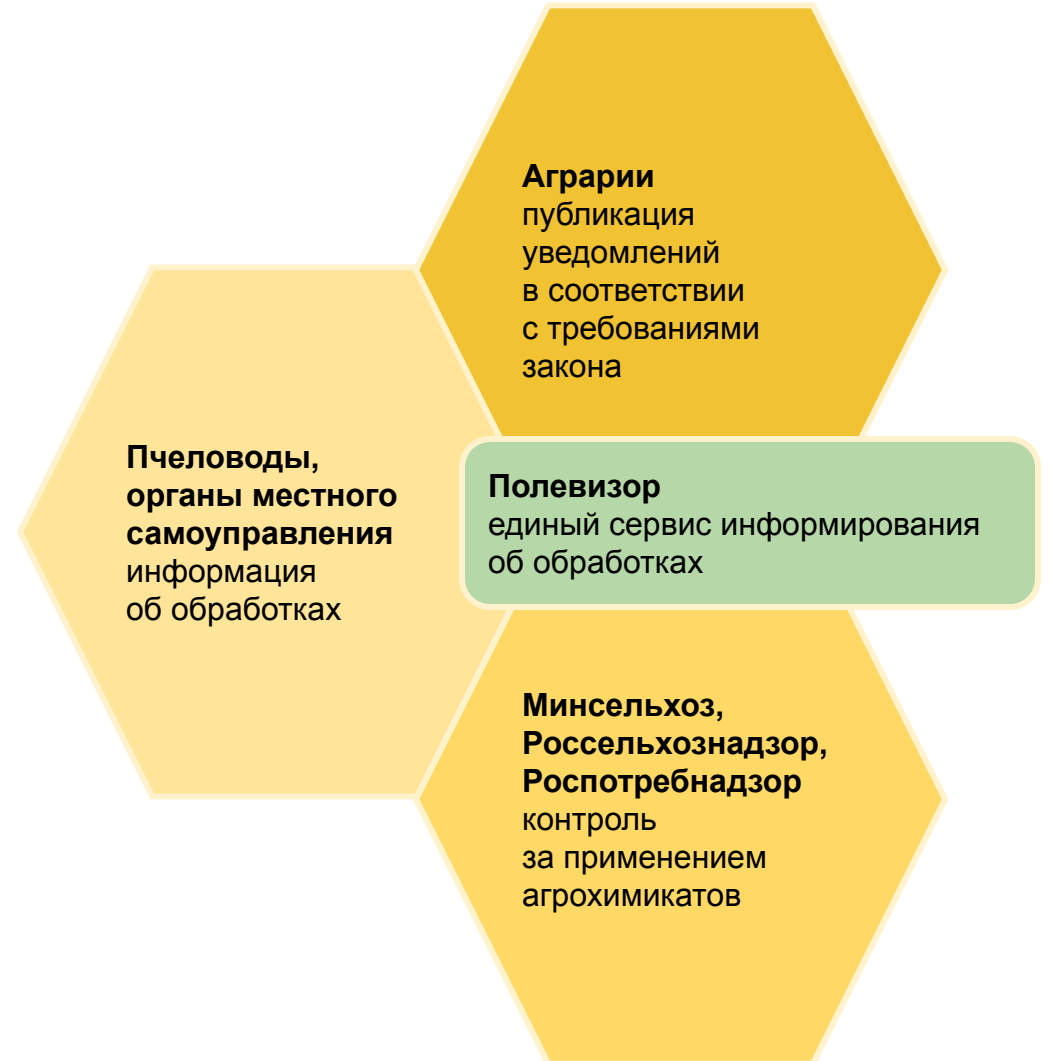 Аграрии
публикация
уведомлений
в соответствии
с требованиями
закона
Пчеловоды,
органы местного
самоуправления
информация
об обработках
Полевизор
единый сервис информирования
об обработках
Минсельхоз,
Россельхознадзор,
Роспотребнадзор
контроль
за применением
агрохимикатов